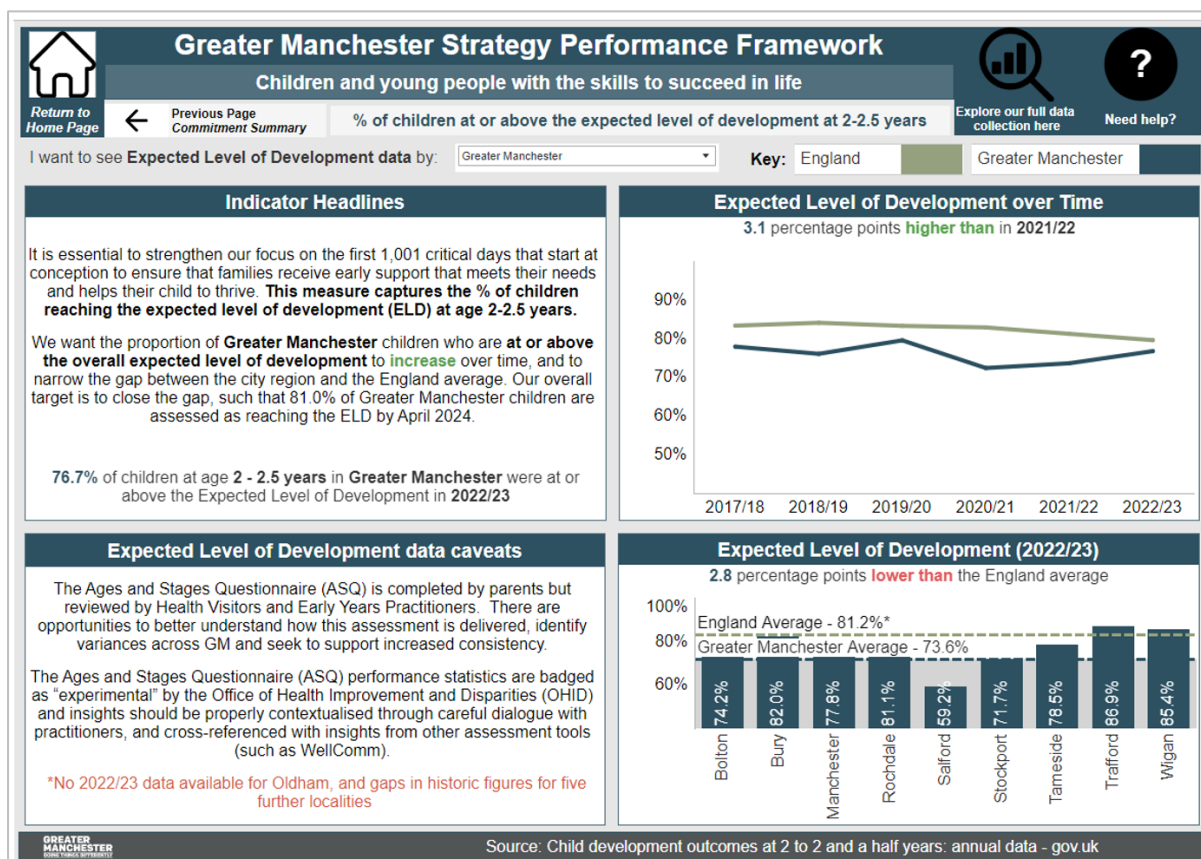 Greater Manchester Strategy Performance Framework
Children and young people with the skills to succeed in life
Return to
Home Page
Previous Page
Commitment Summary
% of children at or above the expected level of development at 2-2.5 years
Explore our full data
collection here
?
Need help?
I want to see Expected Level of Development data by:
Greater Manchester
Key:
England
Greater Manchester
Indicator Headlines
It is essential to strengthen our focus on the first 1,001 critical days that start at
conception to ensure that families receive early support that meets their needs
and helps their child to thrive. This measure captures the % of children
reaching the expected level of development (ELD) at age 2-2.5 years.
We want the proportion of Greater Manchester children who are at or above
the overall expected level of development to increase over time, and to
narrow the gap between the city region and the England average. Our overall
target is to close the gap, such that 81.0% of Greater Manchester children are
assessed as reaching the ELD by April 2024.
76.7% of children at age 2 - 2.5 years in Greater Manchester were at or
above the Expected Level of Development in 2022/23
Expected Level of Development over Time
3.1 percentage points higher than in 2021/22
90%
80%
70%
60%
50%
2017/18 2018/19 2019/20 2020/21 2021/22 2022/23
Expected Level of Development data caveats
The Ages and Stages Questionnaire (ASQ) is completed by parents but
reviewed by Health Visitors and Early Years Practitioners. There are
opportunities to better understand how this assessment is delivered, identify
variances across GM and seek to support increased consistency.
The Ages and Stages Questionnaire (ASQ) performance statistics are badged
as “experimental” by the Office of Health Improvement and Disparities (OHID)
and insights should be properly contextualised through careful dialogue with
practitioners, and cross-referenced with insights from other assessment tools
(such as WellComm).
*No 2022/23 data available for Oldham, and gaps in historic figures for five
further localities
Expected Level of Development (2022/23)
2.8 percentage points lower than the England average
100%
80%
60%
England Average - 81.2%*
Greater Manchester Average - 73.6%
74.2% 82.0% 77.8% 81.1% 59.2% 71.7% 78.5% 86.9% 85.4%
Bolton Bury Manchester Rochdale Salford Stockport Tameside Trafford Wigan
GREATER
MANCHESTER
DOING THINGS DIFFERENTLY
Source: Child development outcomes at 2 to 2 and a half years: annual data - gov.uk